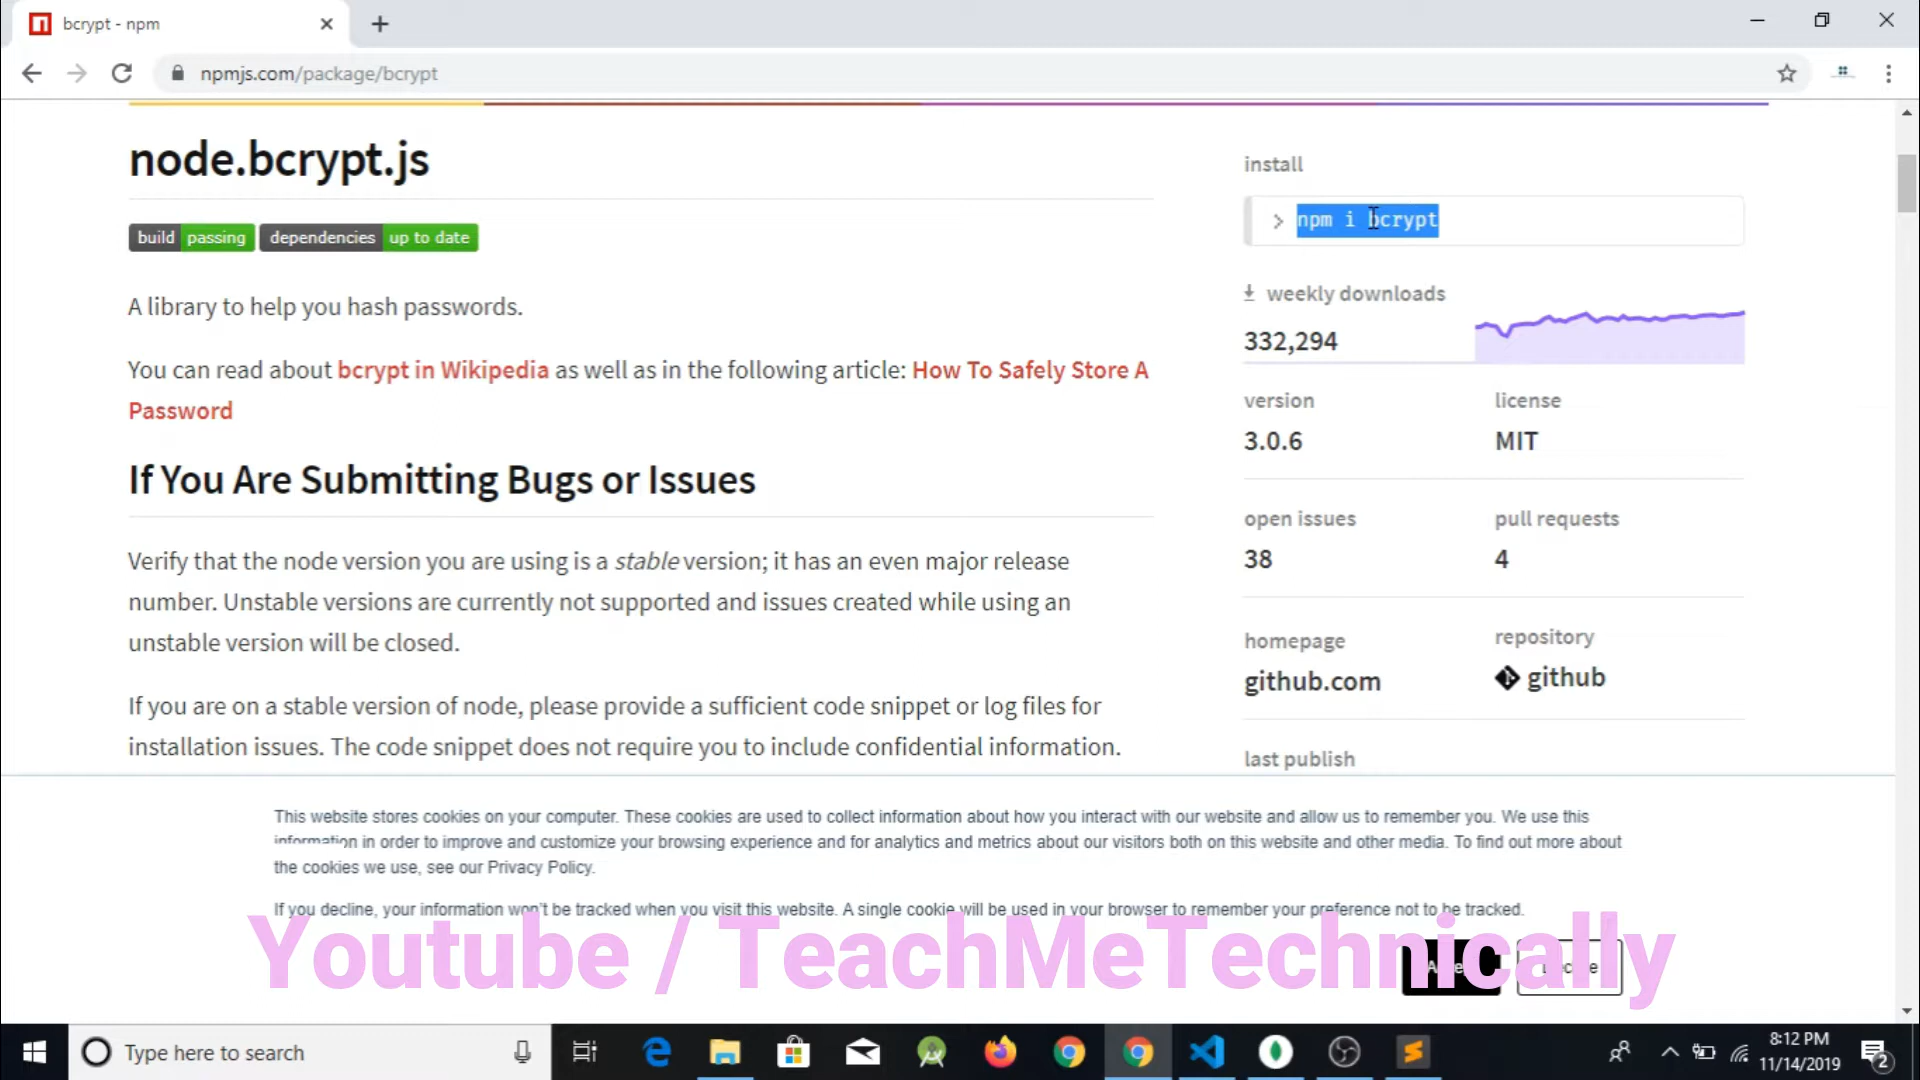 bcrypt - npm
npmjs.com/package/bcrypt
node.bcrypt.js
build passing dependencies up to date
A library to help you hash passwords.
You can read about bcrypt in Wikipedia as well as in the following article: How To Safely Store A
Password
If You Are Submitting Bugs or Issues
Verify that the node version you are using is a stable version; it has an even major release
number. Unstable versions are currently not supported and issues created while using an
unstable version will be closed.
If you are on a stable version of node, please provide a sufficient code snippet or log files for
installation issues. The code snippet does not require you to include confidential information.
install
> npm i bcrypt
weekly downloads
332,294
version license
3.0.6 MIT
open issues pull requests
38 4
homepage repository
github.com github
last publish
This website stores cookies on your computer. These cookies are used to collect information about how you interact with our website and allow us to remember you. We use this
information in order to improve and customize your browsing experience and for analytics and metrics about our visitors both on this website and other media. To find out more about
the cookies we use, see our Privacy Policy.
If you decline, your information won't be tracked when you visit this website. A single cookie will be used in your browser to remember your preference not to be tracked.
Youtube / TeachMeTechnically
Type here to search
8:12 PM
11/14/2019
2